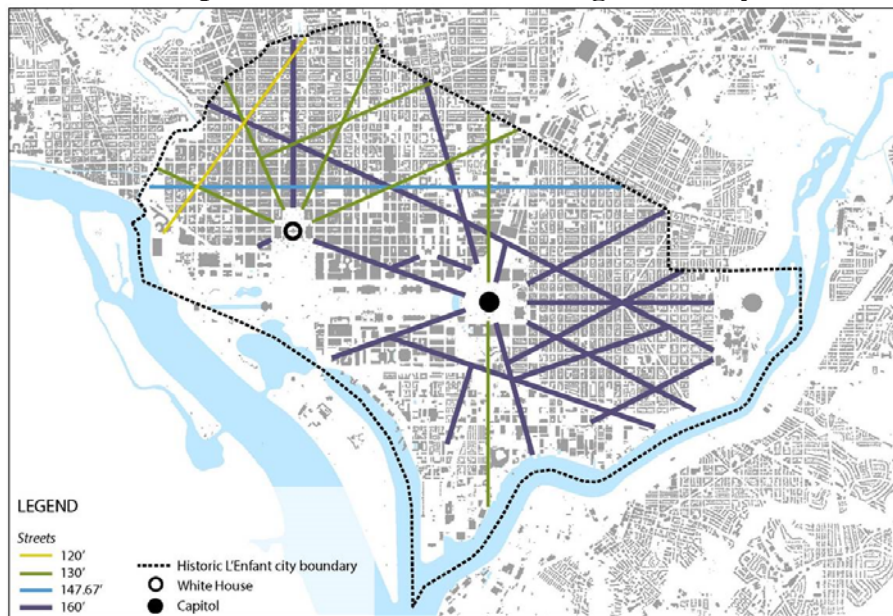 LEGEND
Streets
120'
130'
147.67'
160'
Historic L'Enfant city boundary
White House
Capitol